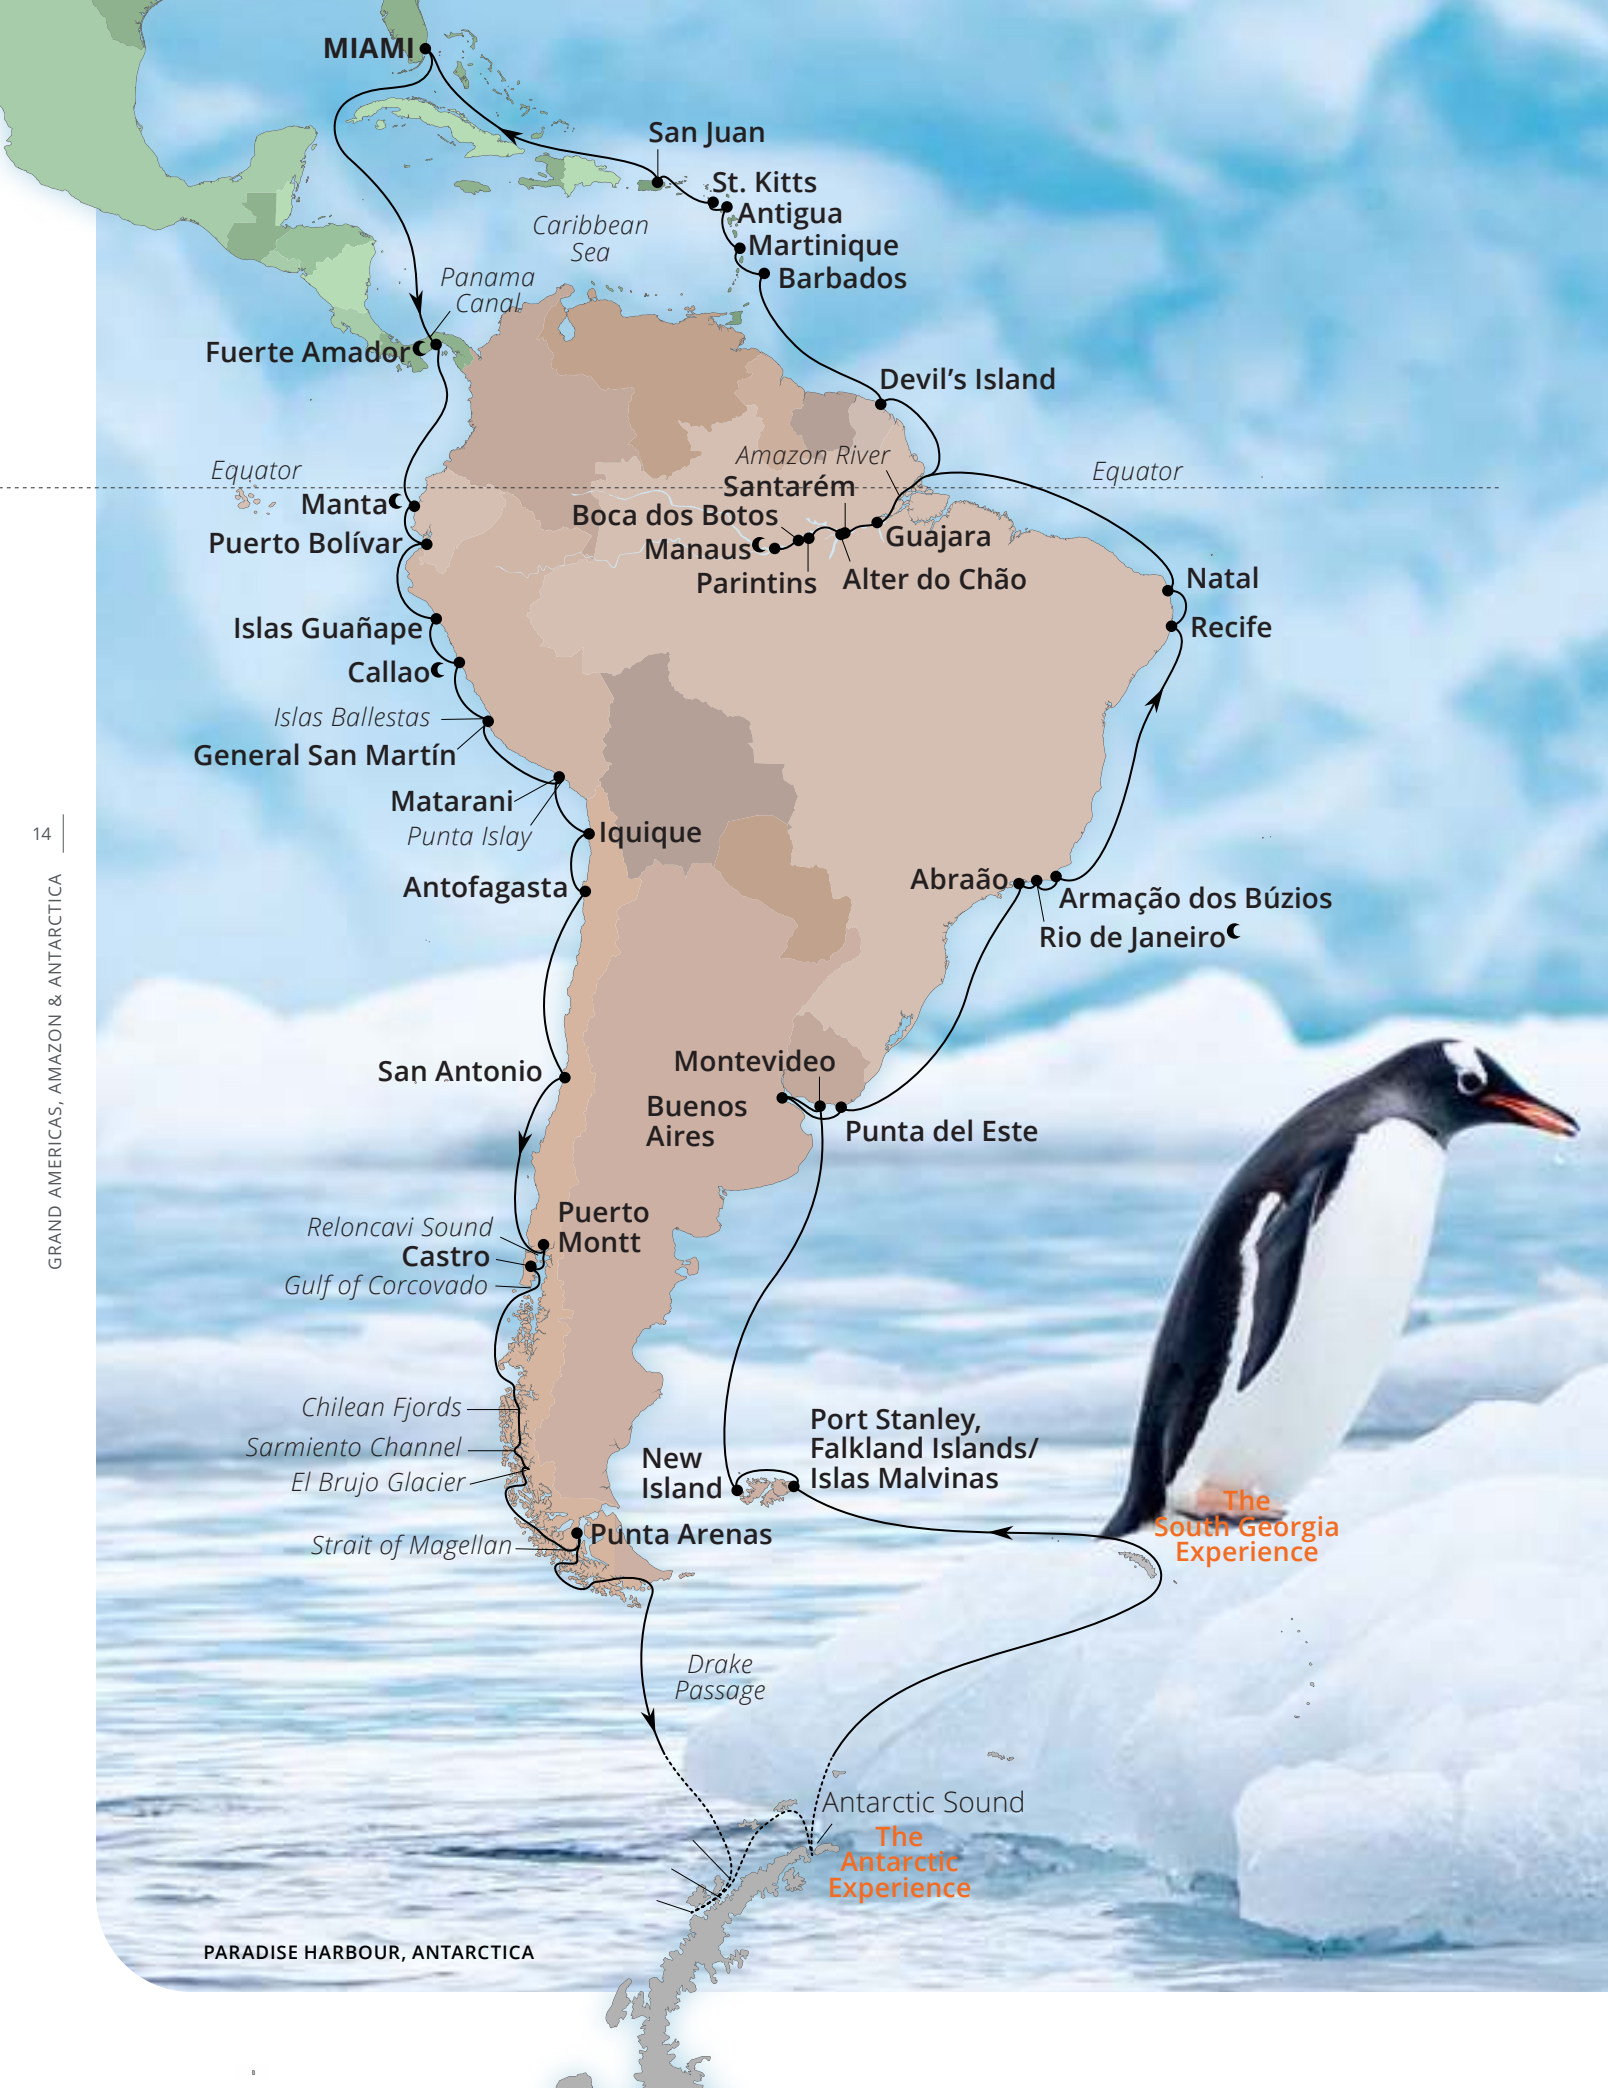 MIAMI
San Juan
St. Kitts
Antigua
Martinique
Barbados
Caribbean
Sea
Panama
Canal
Fuerte Amador
Devil's Island
Amazon River
Equator
Equator
Santarém
Manta
Boca dos Botos
Guajara
Puerto Bolívar
Manaus
Parintins
Alter do Chão
Natal
Islas Guañape
Recife
Callao
Islas Ballestas
General San Martín
Matarani
Punta Islay
Iquique
14
GRAND AMERICAS, AMAZON & ANTARCTICA
Antofagasta
Abraão
Armação dos Búzios
Rio de Janeiro
San Antonio
Montevideo
Buenos
Aires
Punta del Este
Reloncavi Sound
Puerto
Montt
Castro
Gulf of Corcovado
Chilean Fjords
Sarmiento Channel
El Brujo Glacier
New
Island
Port Stanley,
Falkland Islands/
Islas Malvinas
Strait of Magellan
Punta Arenas
The
South Georgia
Experience
Drake
Passage
Antarctic Sound
The
Antarctic
Experience
PARADISE HARBOUR, ANTARCTICA